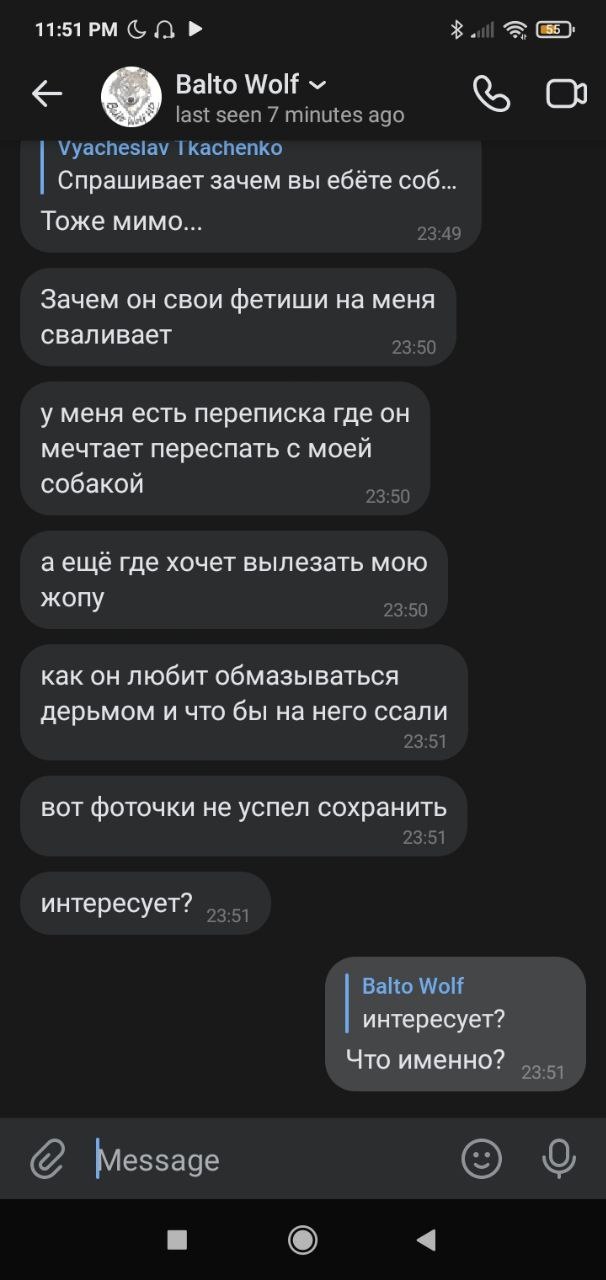 11:51 PM
55
Balto Wolf
last seen 7 minutes ago
Vyacheslav Tkachenko
Спрашивает зачем вы ебёте соб...
Тоже мимо...
23:49
Зачем он свои фетиши на меня
сваливает
23:50
у меня есть переписка где он
мечтает переспать с моей
собакой
23:50
а ещё где хочет вылезать мою
жопу
23:50
как он любит обмазываться
дерьмом и что бы на него ссали
23:51
вот фоточки не успел сохранить
23:51
интересует?
23:51
Balto Wolf
интересует?
Что именно?
23:51
Message